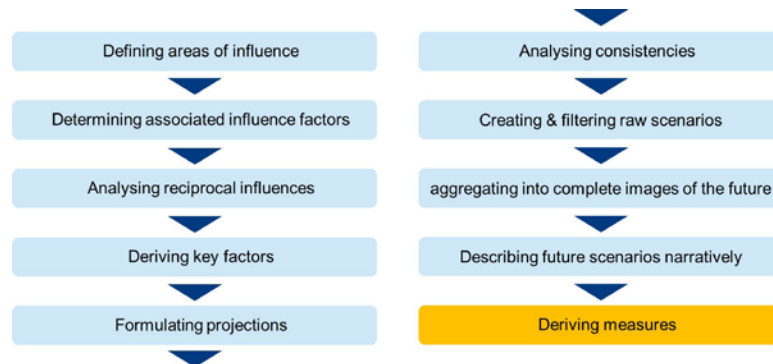 Defining areas of influence
Determining associated influence factors
Analysing reciprocal influences
Deriving key factors
Formulating projections
Analysing consistencies
Creating & filtering raw scenarios
aggregating into complete images of the future
Describing future scenarios narratively
Deriving measures